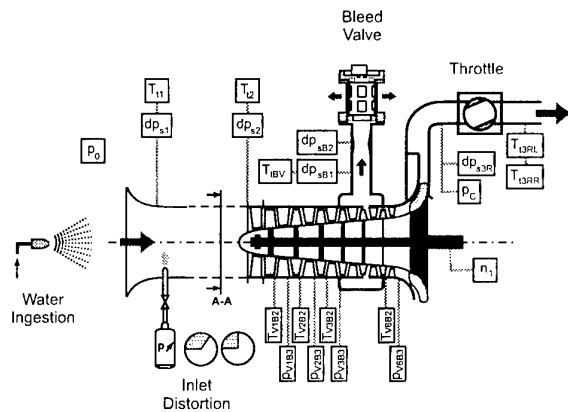 Bleed
Valve
Throttle
T_t1
T_t2
dp_s1
dp_s2
dp_sB2
T_tBV
dp_sB1
T_t3RL
dp_s3R
T_t3RR
p_C
p_0
n_1
Water
Ingestion
A-A
p
Inlet
Distortion
T_V1B2
p_V1B3
T_V2B2
p_V2B3
T_V3B2
p_V3B3
T_V6B2
p_V6B3